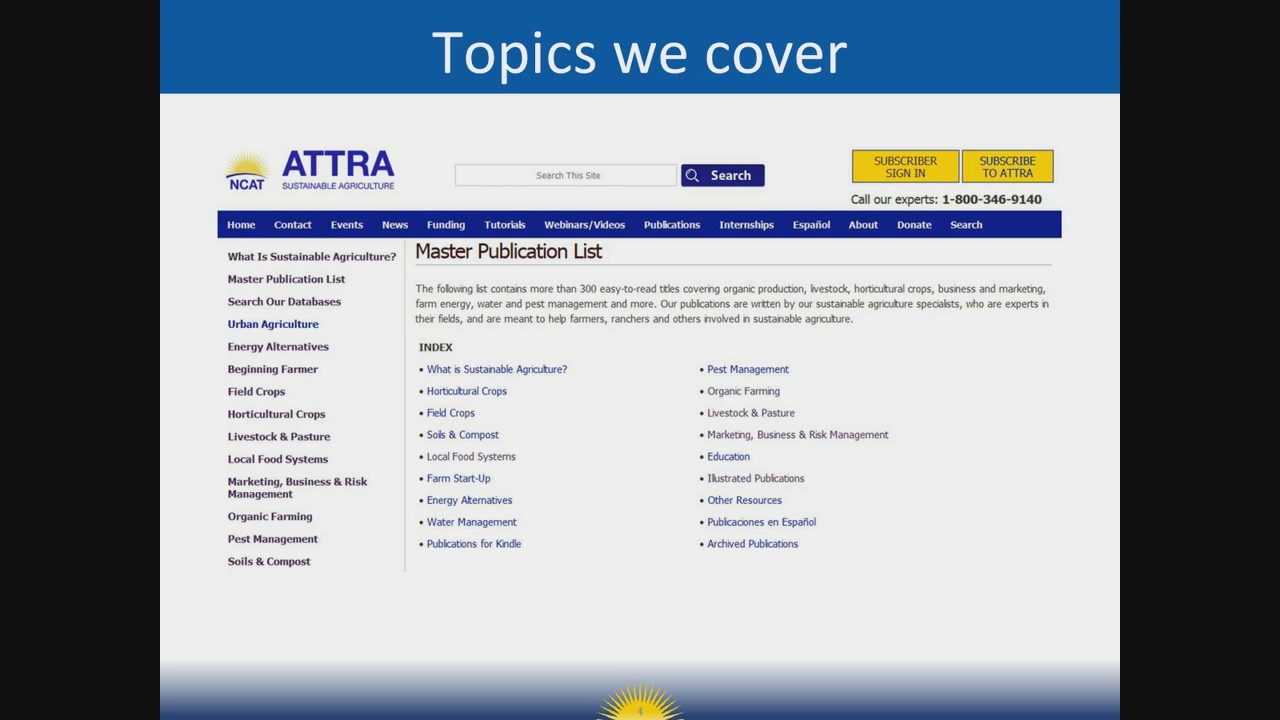 Topics we cover
NCAT
ATTRA
SUSTAINABLE AGRICULTURE
Search This Site
Search
SUBSCRIBER
SIGN IN
SUBSCRIBE
TO ATTRA
Call our experts: 1-800-346-9140
Home Contact Events News Funding Tutorials Webinars/Videos Publications Internships Español About Donate Search
What Is Sustainable Agriculture?
Master Publication List
Search Our Databases
Urban Agriculture
Energy Alternatives
Beginning Farmer
Field Crops
Horticultural Crops
Livestock & Pasture
Local Food Systems
Marketing, Business & Risk
Management
Organic Farming
Pest Management
Soils & Compost
Master Publication List
The following list contains more than 300 easy-to-read titles covering organic production, livestock, horticultural crops, business and marketing,
farm energy, water and pest management and more. Our publications are written by our sustainable agriculture specialists, who are experts in
their fields, and are meant to help farmers, ranchers and others involved in sustainable agriculture.
INDEX
• What is Sustainable Agriculture?
• Horticultural Crops
• Field Crops
• Soils & Compost
• Local Food Systems
• Farm Start-Up
• Energy Alternatives
• Water Management
• Publications for Kindle
• Pest Management
• Organic Farming
• Livestock & Pasture
• Marketing, Business & Risk Management
• Education
• Illustrated Publications
• Other Resources
• Publicaciones en Español
• Archived Publications
4